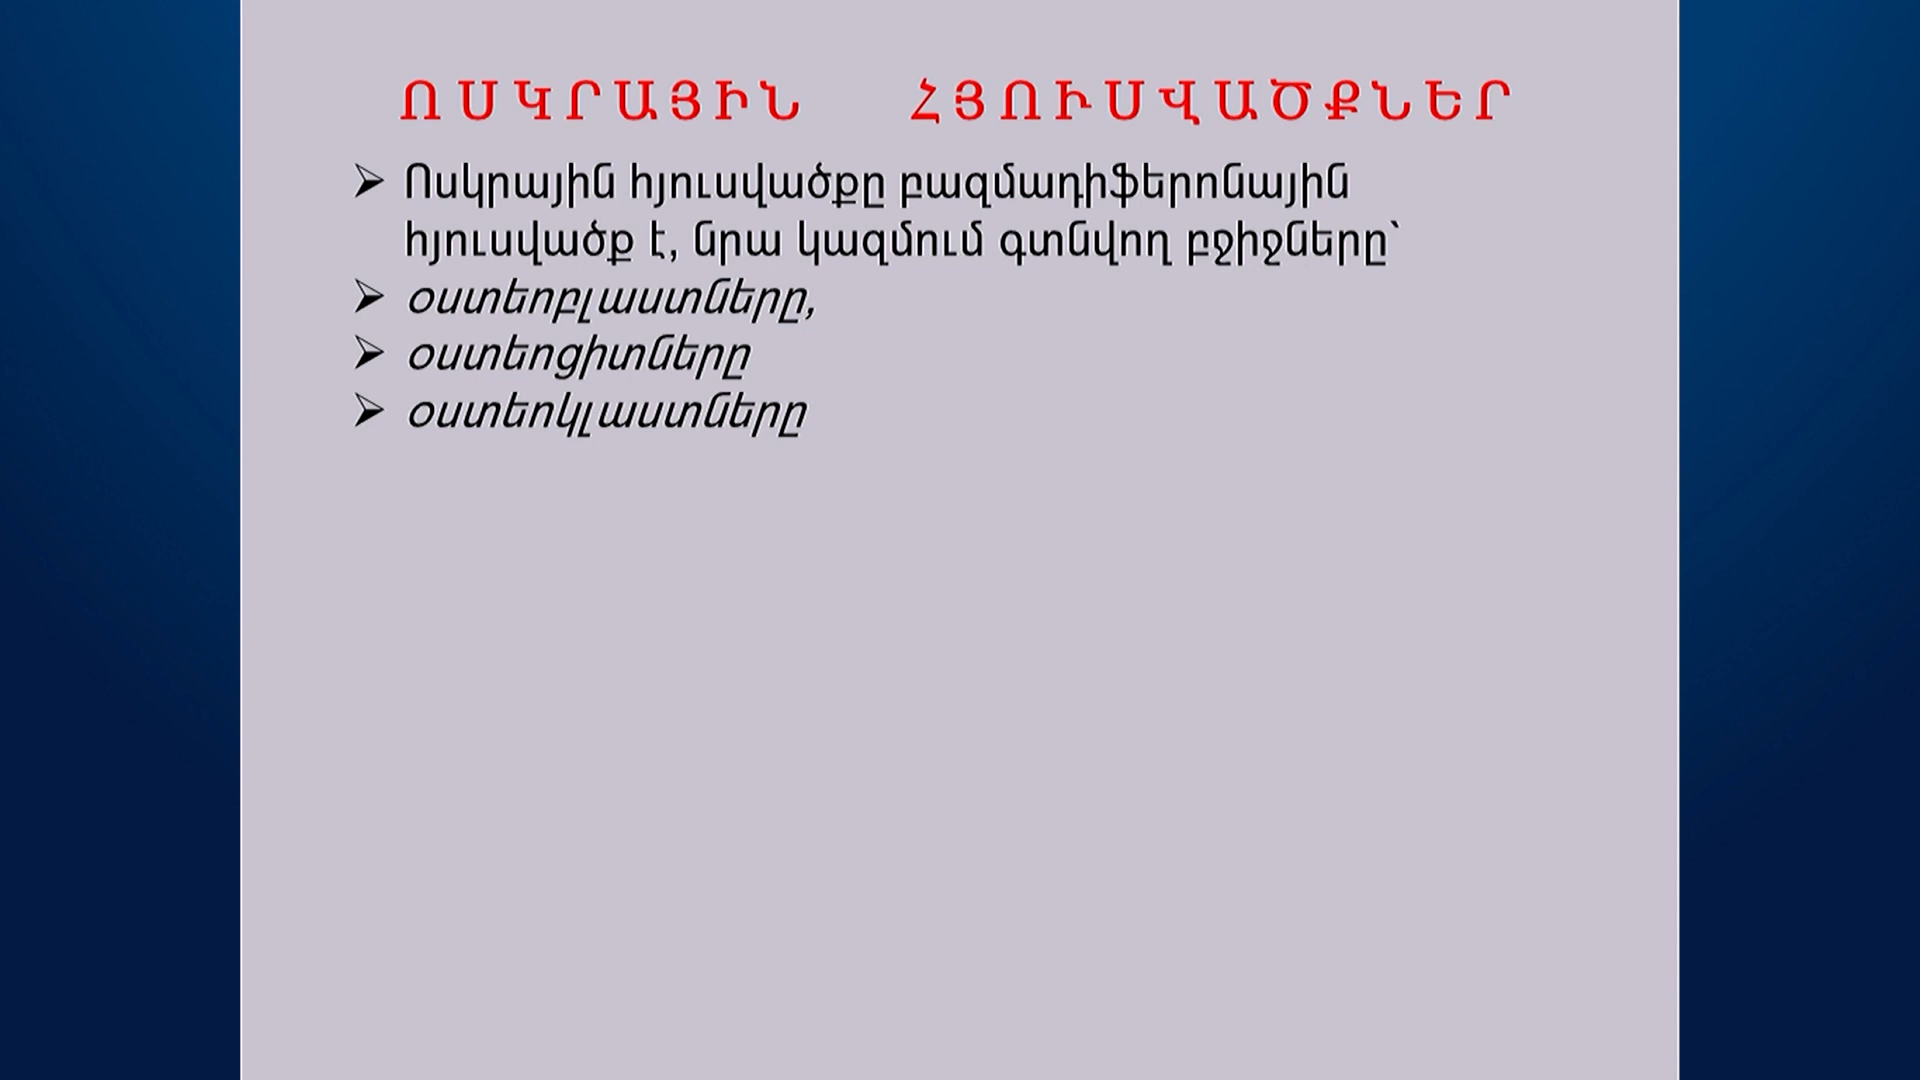 ՈՍԿՐԱՅԻՆ ՀՅՈՒՍՎԱԾՔՆԵՐ
➢ Ոսկրային հյուսվածքը բազմադիֆերոնային
հյուսվածք է, նրա կազմում գտնվող բջիջները՝
➢ օստեոբլաստները,
➢ օստեոցիտները
➢ օստեոկլաստները